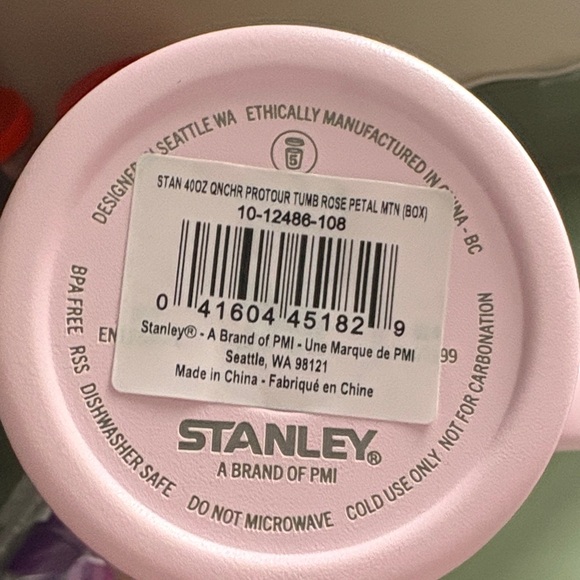 DESIGNED SEATTLE WA ETHICALLY MANUFACTURED IN CHINA - BC
5
STAN 40OZ QNCHR PROTOUR TUMB ROSE PETAL MTN (BOX)
10-12486-108
0 41604 45182 9
Stanley® - A Brand of PMI - Une Marque de PMI
Seattle, WA 98121
Made in China - Fabriqué en Chine
EN
99
STANLEY®
A BRAND OF PMI
BPA FREE RSS DISHWASHER SAFE DO NOT MICROWAVE COLD USE ONLY NOT FOR CARBONATION